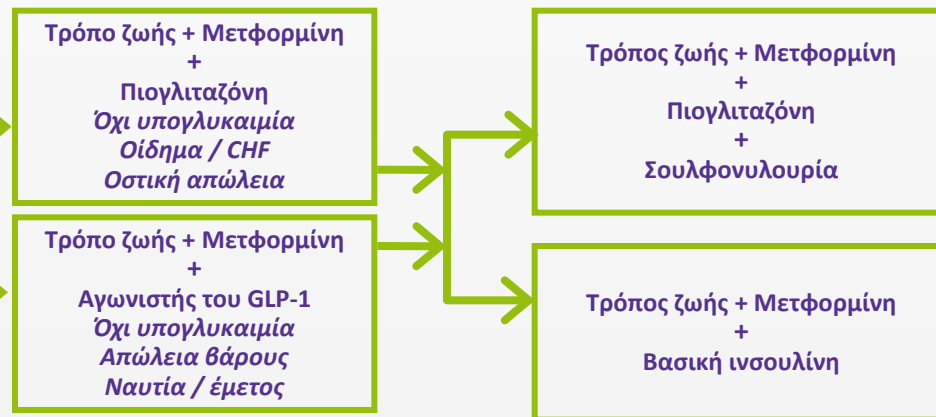 Τρόπο ζωής + Μετφορμίνη
+
Πιογλιταζόνη
Όχι υπογλυκαιμία
Οίδημα / CHF
Οστική απώλεια
Τρόπο ζωής + Μετφορμίνη
+
Αγωνιστής του GLP-1
Όχι υπογλυκαιμία
Απώλεια βάρους
Ναυτία / έμετος
Τρόπος ζωής + Μετφορμίνη
+
Πιογλιταζόνη
+
Σουλφονυλουρία
Τρόπος ζωής + Μετφορμίνη
+
Βασική ινσουλίνη